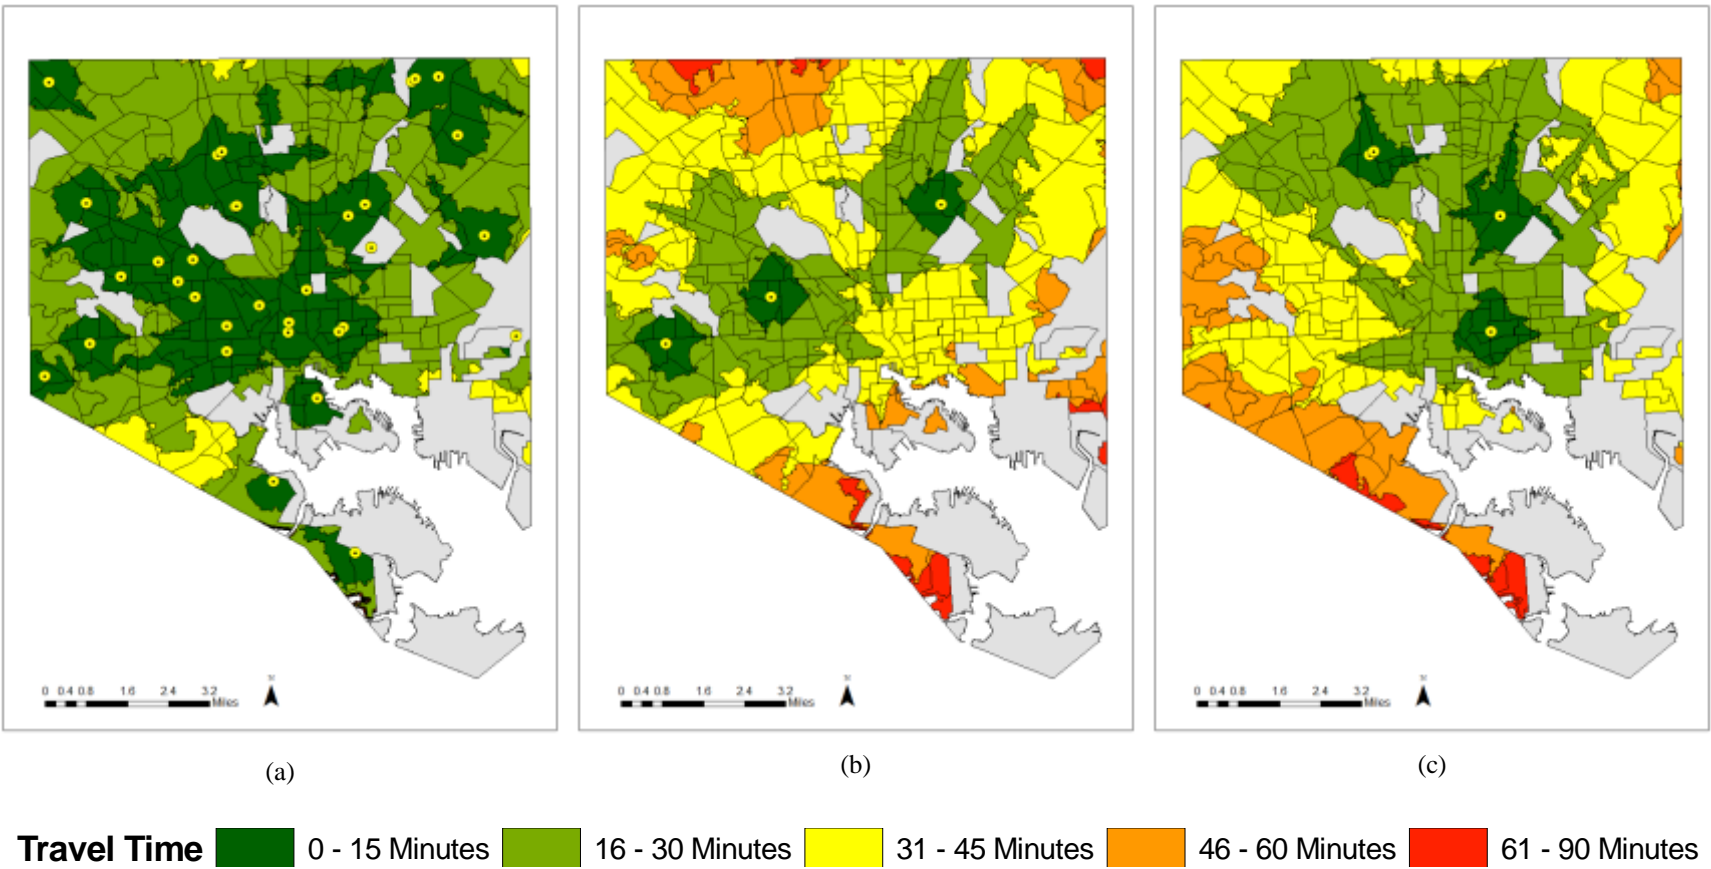 0 0.4 0.8 1.6 2.4 3.2
Miles
N
0 0.4 0.8 1.6 2.4 3.2
Miles
N
0 0.4 0.8 1.6 2.4 3.2
Miles
N
(a)
(b)
(c)
Travel Time 0 - 15 Minutes 16 - 30 Minutes 31 - 45 Minutes 46 - 60 Minutes 61 - 90 Minutes